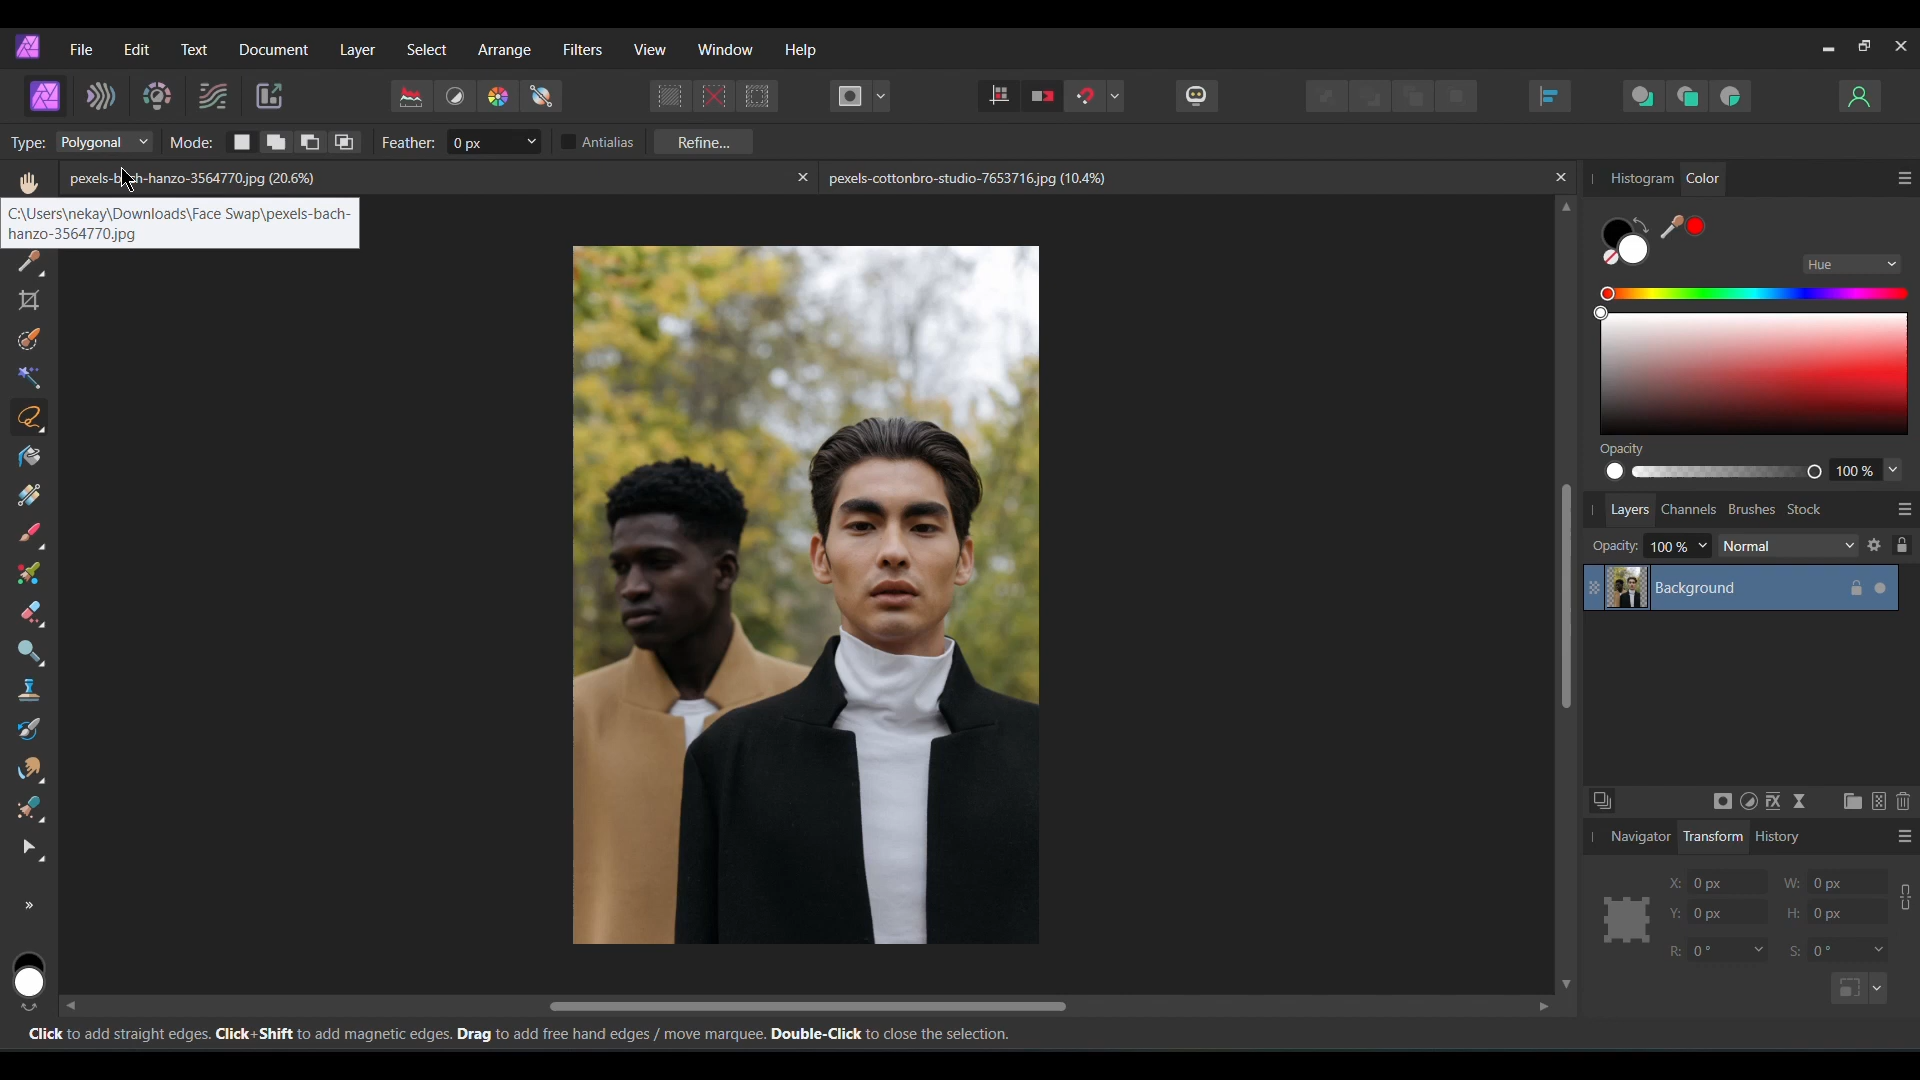 File Edit Text Document Layer Select Arrange Filters View Window Help
Type: Polygonal Mode: Feather: 0 px Antialias Refine...
pexels-b h-hanzo-3564770.jpg (20.6%) pexels-cottonbro-studio-7653716.jpg (10.4%)
C:\Users\nekay\Downloads\Face Swap\pexels-bach-
hanzo-3564770.jpg
Histogram Color
Hue
Opacity
100 %
Layers Channels Brushes Stock
Opacity: 100 % Normal
Background
Navigator Transform History
X: 0 px W: 0 px
Y: 0 px H: 0 px
R: 0 ° S: 0 °
Click to add straight edges. Click+Shift to add magnetic edges. Drag to add free hand edges / move marquee. Double-Click to close the selection.